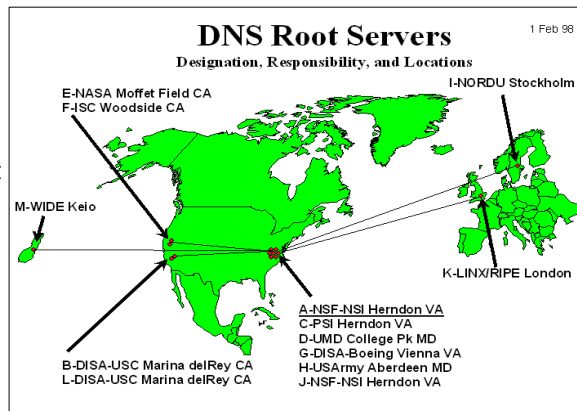 DNS Root Servers
1 Feb 98
Designation, Responsibility, and Locations
E-NASA Moffet Field CA
F-ISC Woodside CA
I-NORDU Stockholm
M-WIDE Keio
K-LINX/RIPE London
A-NSF-NSI Herndon VA
C-PSI Herndon VA
D-UMD College Pk MD
G-DISA-Boeing Vienna VA
H-USArmy Aberdeen MD
J-NSF-NSI Herndon VA
B-DISA-USC Marina delRey CA
L-DISA-USC Marina delRey CA